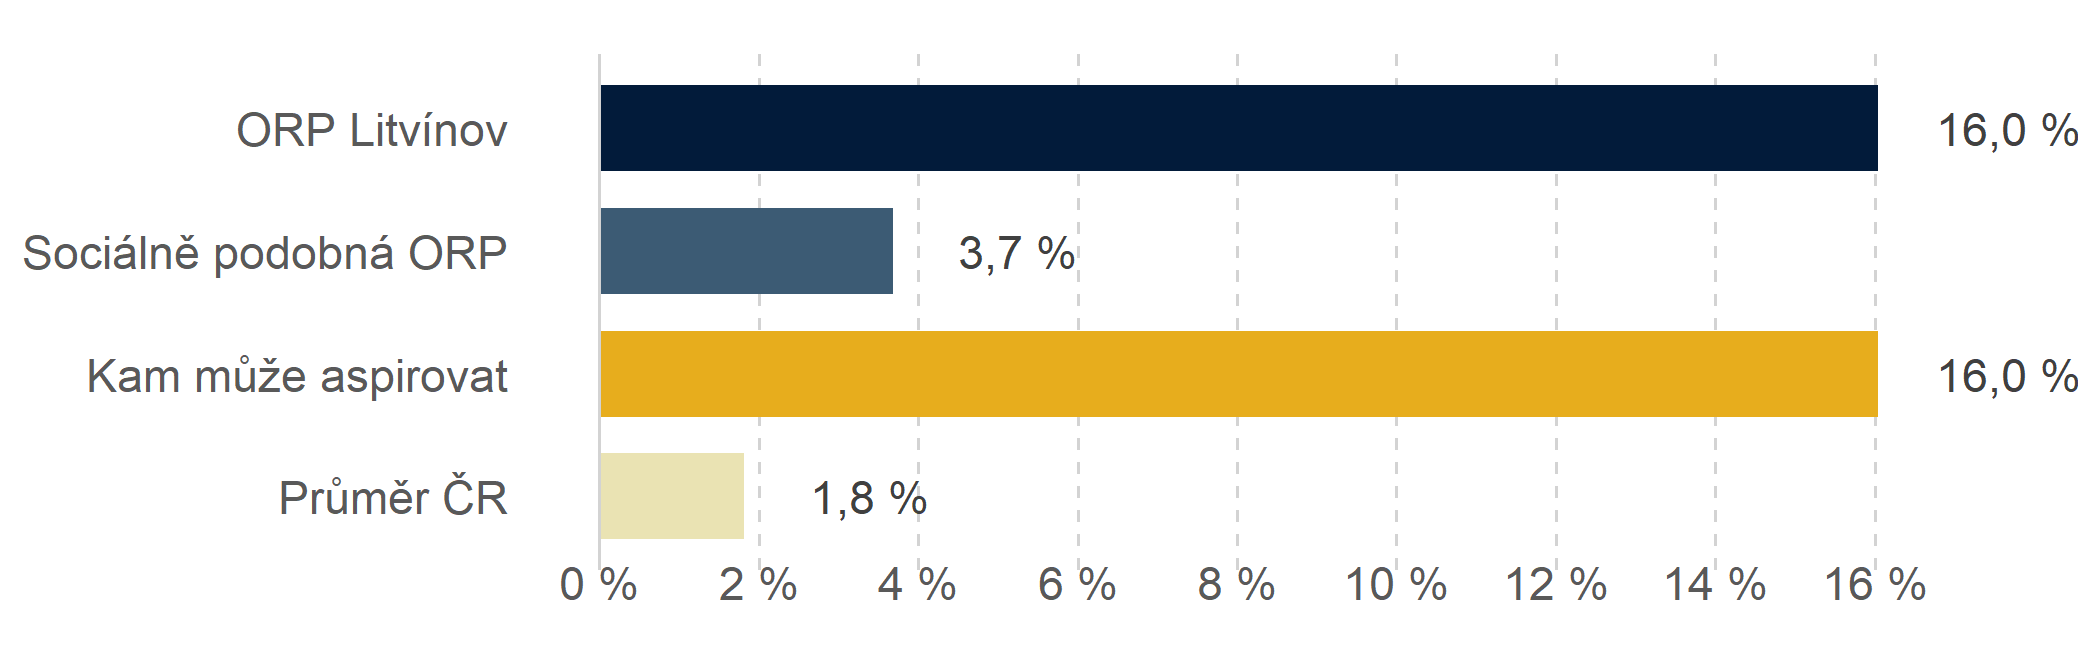 ORP Litvínov
16,0 %
Sociálně podobná ORP
3,7 %
Kam může aspirovat
16,0 %
Průměr ČR
1,8 %
0 % 2 % 4 % 6 % 8 % 10 % 12 % 14 % 16 %